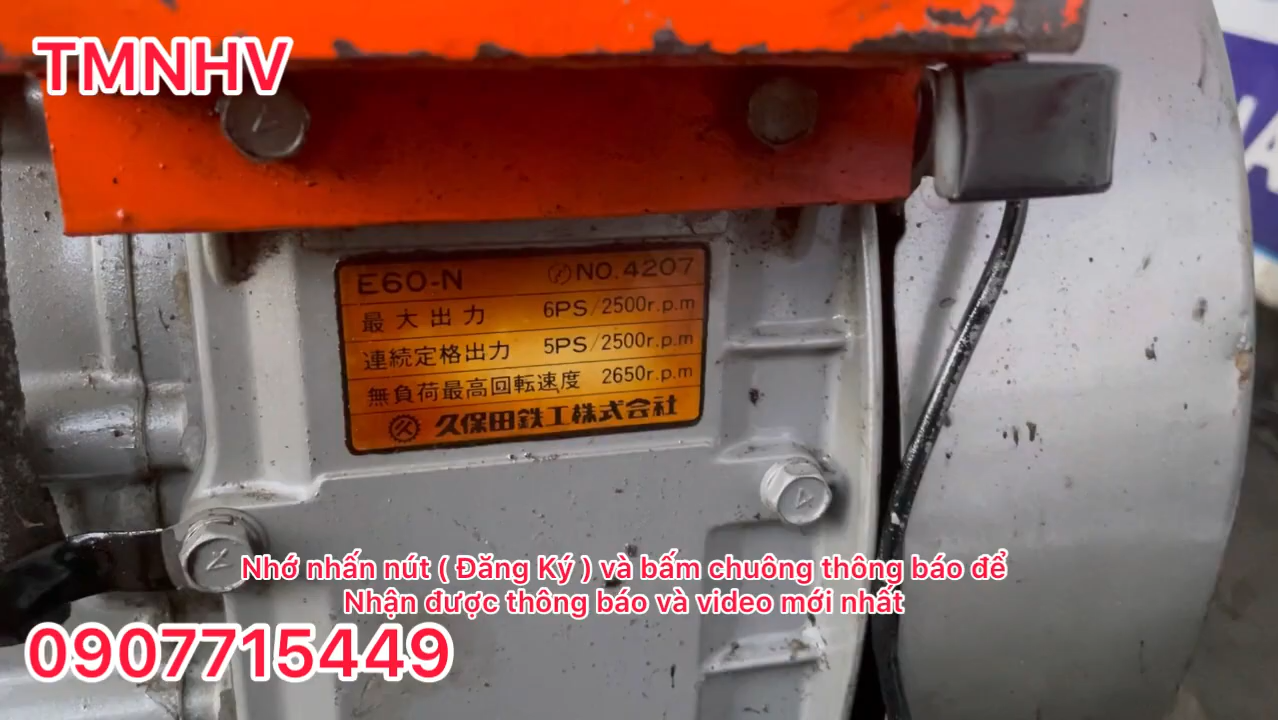 TMNHV
E60-N NO.4207
最大出力 6PS/2500r.p.m
連続定格出力 5PS/2500r.p.m
無負荷最高回転速度 2650r.p.m
久保田鉄工株式会社
Nhớ nhấn nút ( Đăng Ký ) và bấm chuông thông báo để
Nhận được thông báo và video mới nhất
0907715449